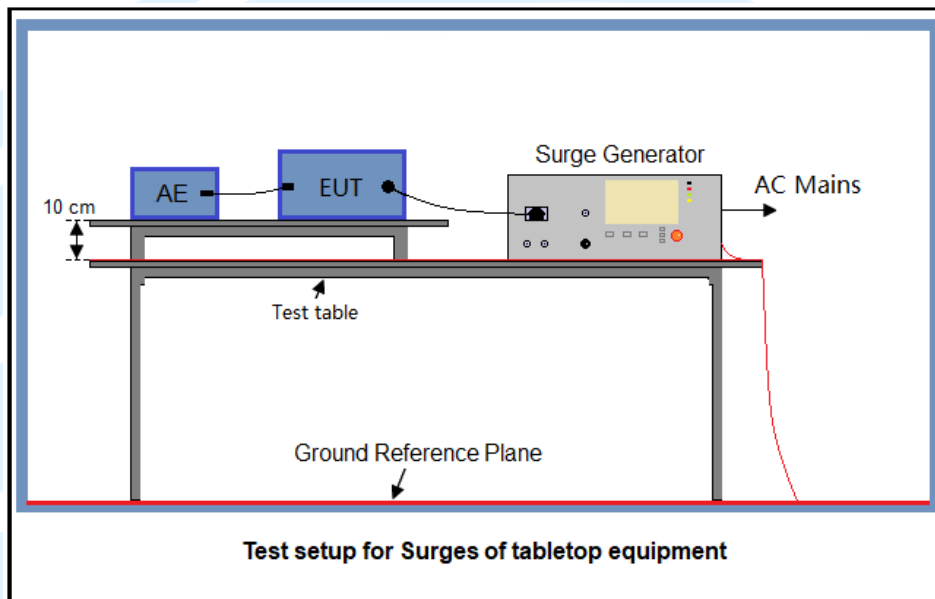 Surge Generator
AC Mains
AE
EUT
10 cm
Test table
Ground Reference Plane
Test setup for Surges of tabletop equipment